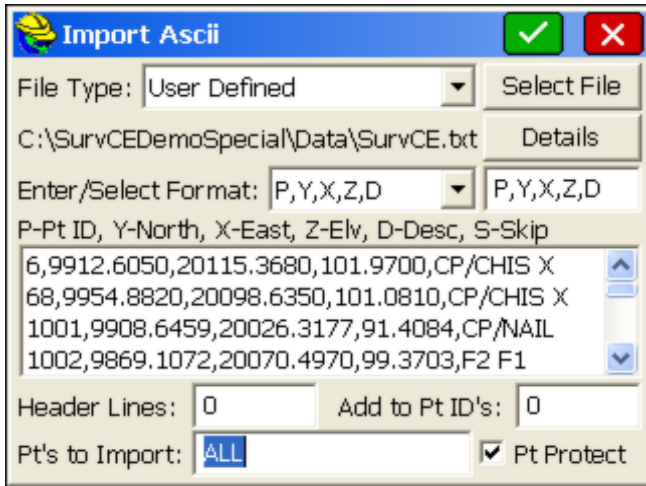 Import Ascii
File Type: User Defined Select File
C:\SurvCEDemoSpecial\Data\SurvCE.txt Details
Enter/Select Format: P,Y,X,Z,D P,Y,X,Z,D
P-Pt ID, Y-North, X-East, Z-Elv, D-Desc, S-Skip
6,9912.6050,20115.3680,101.9700,CP/CHIS X
68,9954.8820,20098.6350,101.0810,CP/CHIS X
1001,9908.6459,20026.3177,91.4084,CP/NAIL
1002,9869.1072,20070.4970,99.3703,F2 F1
Header Lines: 0 Add to Pt ID's: 0
Pt's to Import: ALL Pt Protect